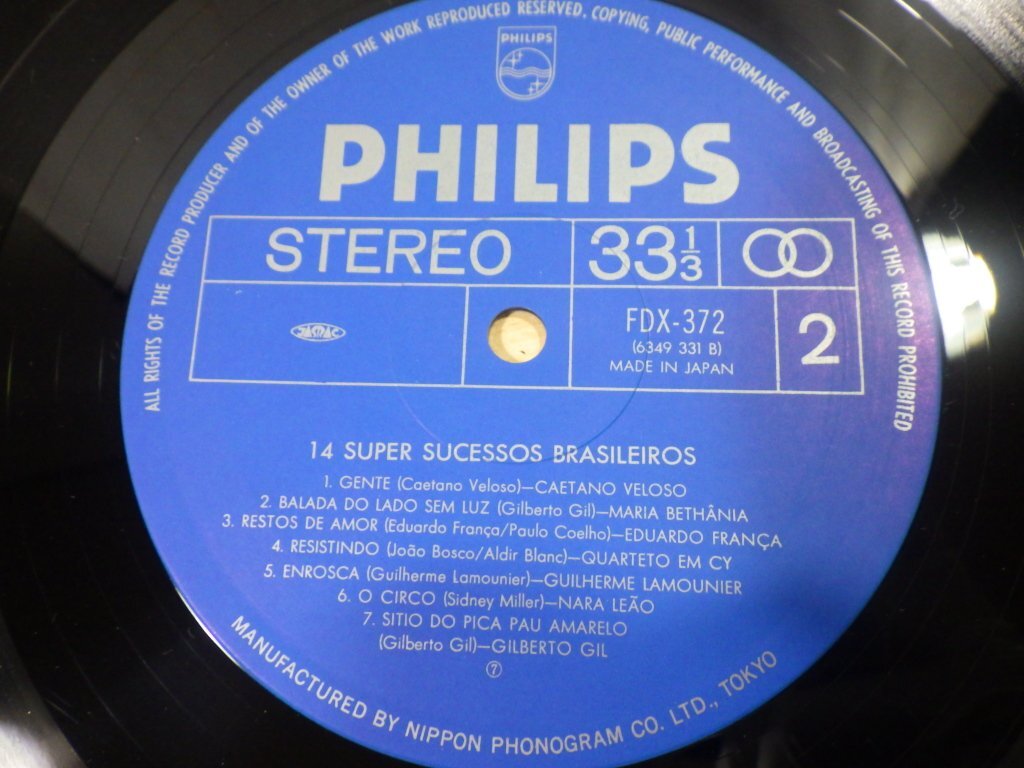 ALL RIGHTS OF THE RECORD PRODUCER AND OF THE OWNER OF THE WORK REPRODUCED RESERVED. COPYING, PUBLIC PERFORMANCE AND BROADCASTING OF THIS RECORD PROHIBITED
PHILIPS
PHILIPS
STEREO 33 1/3
JASRAC
FDX-372
(6349 331 B)
MADE IN JAPAN
2
14 SUPER SUCESSOS BRASILEIROS
1. GENTE (Caetano Veloso)—CAETANO VELOSO
2. BALADA DO LADO SEM LUZ (Gilberto Gil)—MARIA BETHÂNIA
3. RESTOS DE AMOR (Eduardo França/Paulo Coelho)—EDUARDO FRANÇA
4. RESISTINDO (João Bosco/Aldir Blanc)—QUARTETO EM CY
5. ENROSCA (Guilherme Lamounier)—GUILHERME LAMOUNIER
6. O CIRCO (Sidney Miller)—NARA LEÃO
7. SITIO DO PICA PAU AMARELO
(Gilberto Gil)—GILBERTO GIL
⑦
MANUFACTURED BY NIPPON PHONOGRAM CO. LTD., TOKYO